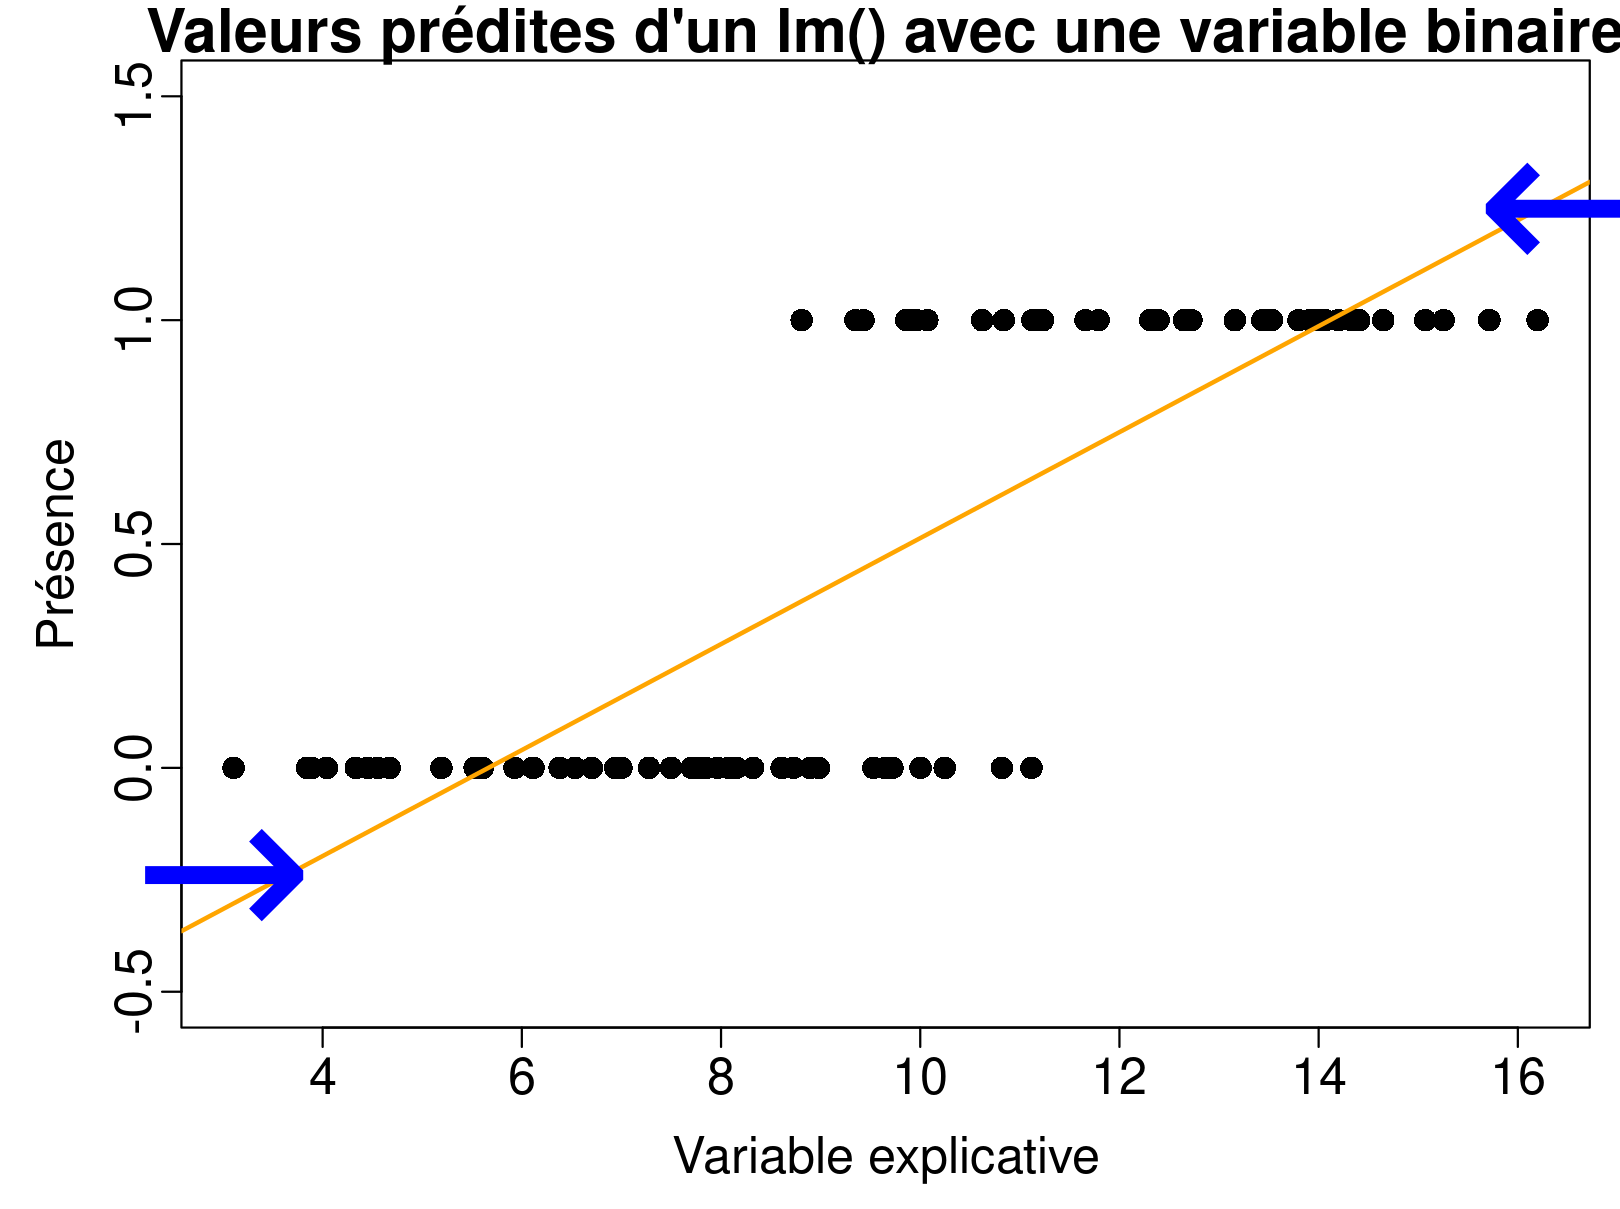 Valeurs prédites d'un lm() avec une variable binaire
1.5
1.0
0.5
0.0
-0.5
Présence
4 6 8 10 12 14 16
Variable explicative